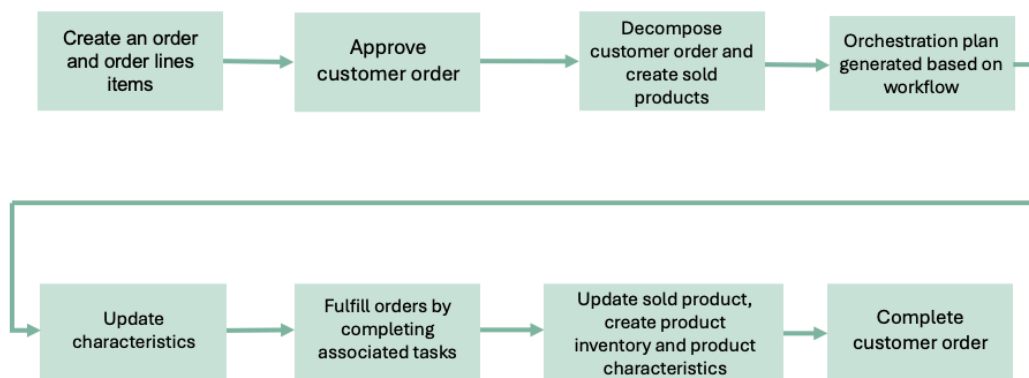 Create an order
and order lines
items
Approve
customer order
Decompose
customer order and
create sold
products
Orchestration plan
generated based on
workflow
Update
characteristics
Fulfill orders by
completing
associated tasks
Update sold product,
create product
inventory and product
characteristics
Complete
customer order